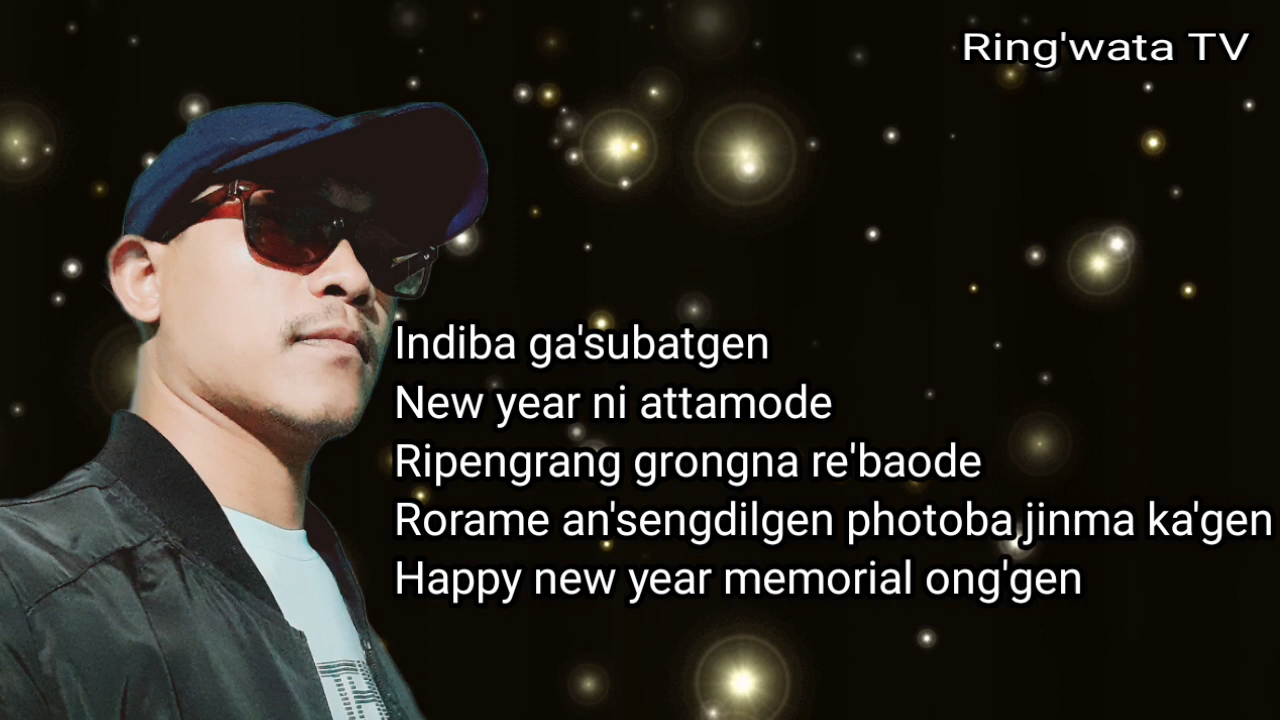 Ring'wata TV
Indiba ga'subatgen
New year ni attamode
Ripengrang grongna re'baode
Rorame an'sengdilgen photoba jinma ka'gen
Happy new year memorial ong'gen